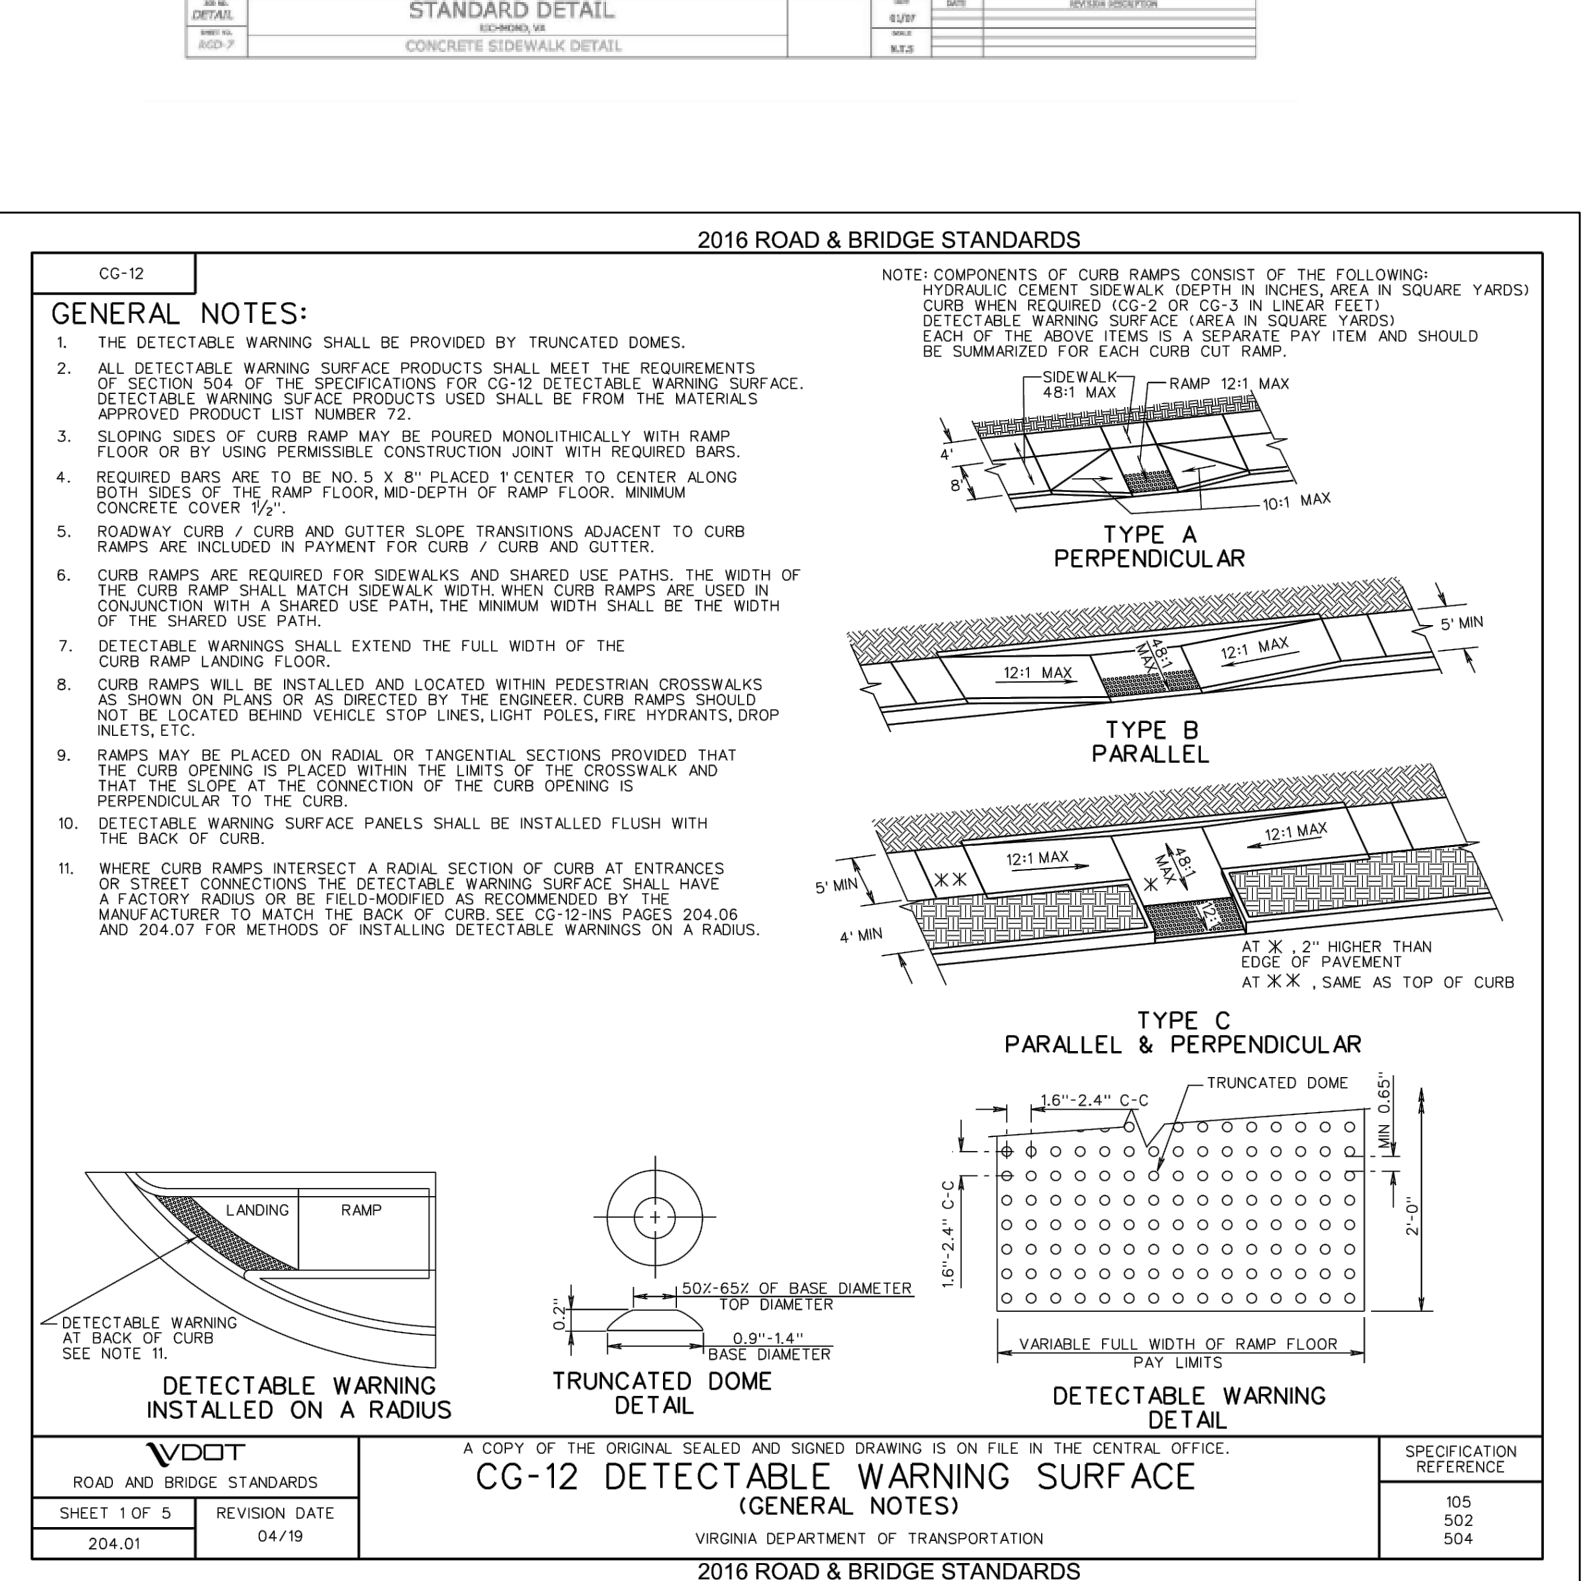 DETAIL
SHEET NO.
RGD-7
STANDARD DETAIL
RICHMOND, VA
CONCRETE SIDEWALK DETAIL
01/07
SCALE
N.T.S
DATE
REVISION DESCRIPTION
2016 ROAD & BRIDGE STANDARDS
CG-12
GENERAL NOTES:
1. THE DETECTABLE WARNING SHALL BE PROVIDED BY TRUNCATED DOMES.
2. ALL DETECTABLE WARNING SURFACE PRODUCTS SHALL MEET THE REQUIREMENTS
OF SECTION 504 OF THE SPECIFICATIONS FOR CG-12 DETECTABLE WARNING SURFACE.
DETECTABLE WARNING SUFACE PRODUCTS USED SHALL BE FROM THE MATERIALS
APPROVED PRODUCT LIST NUMBER 72.
3. SLOPING SIDES OF CURB RAMP MAY BE POURED MONOLITHICALLY WITH RAMP
FLOOR OR BY USING PERMISSIBLE CONSTRUCTION JOINT WITH REQUIRED BARS.
4. REQUIRED BARS ARE TO BE NO. 5 X 8" PLACED 1' CENTER TO CENTER ALONG
BOTH SIDES OF THE RAMP FLOOR, MID-DEPTH OF RAMP FLOOR. MINIMUM
CONCRETE COVER 1½".
5. ROADWAY CURB / CURB AND GUTTER SLOPE TRANSITIONS ADJACENT TO CURB
RAMPS ARE INCLUDED IN PAYMENT FOR CURB / CURB AND GUTTER.
6. CURB RAMPS ARE REQUIRED FOR SIDEWALKS AND SHARED USE PATHS. THE WIDTH OF
THE CURB RAMP SHALL MATCH SIDEWALK WIDTH. WHEN CURB RAMPS ARE USED IN
CONJUNCTION WITH A SHARED USE PATH, THE MINIMUM WIDTH SHALL BE THE WIDTH
OF THE SHARED USE PATH.
7. DETECTABLE WARNINGS SHALL EXTEND THE FULL WIDTH OF THE
CURB RAMP LANDING FLOOR.
8. CURB RAMPS WILL BE INSTALLED AND LOCATED WITHIN PEDESTRIAN CROSSWALKS
AS SHOWN ON PLANS OR AS DIRECTED BY THE ENGINEER. CURB RAMPS SHOULD
NOT BE LOCATED BEHIND VEHICLE STOP LINES, LIGHT POLES, FIRE HYDRANTS, DROP
INLETS, ETC.
9. RAMPS MAY BE PLACED ON RADIAL OR TANGENTIAL SECTIONS PROVIDED THAT
THE CURB OPENING IS PLACED WITHIN THE LIMITS OF THE CROSSWALK AND
THAT THE SLOPE AT THE CONNECTION OF THE CURB OPENING IS
PERPENDICULAR TO THE CURB.
10. DETECTABLE WARNING SURFACE PANELS SHALL BE INSTALLED FLUSH WITH
THE BACK OF CURB.
11. WHERE CURB RAMPS INTERSECT A RADIAL SECTION OF CURB AT ENTRANCES
OR STREET CONNECTIONS THE DETECTABLE WARNING SURFACE SHALL HAVE
A FACTORY RADIUS OR BE FIELD-MODIFIED AS RECOMMENDED BY THE
MANUFACTURER TO MATCH THE BACK OF CURB. SEE CG-12-INS PAGES 204.06
AND 204.07 FOR METHODS OF INSTALLING DETECTABLE WARNINGS ON A RADIUS.
NOTE: COMPONENTS OF CURB RAMPS CONSIST OF THE FOLLOWING:
HYDRAULIC CEMENT SIDEWALK (DEPTH IN INCHES, AREA IN SQUARE YARDS)
CURB WHEN REQUIRED (CG-2 OR CG-3 IN LINEAR FEET)
DETECTABLE WARNING SURFACE (AREA IN SQUARE YARDS)
EACH OF THE ABOVE ITEMS IS A SEPARATE PAY ITEM AND SHOULD
BE SUMMARIZED FOR EACH CURB CUT RAMP.
SIDEWALK
48:1 MAX
RAMP 12:1 MAX
4'
8'
10:1 MAX
TYPE A
PERPENDICULAR
5' MIN
12:1 MAX
48:1
MAX
12:1 MAX
TYPE B
PARALLEL
12:1 MAX
12:1 MAX
48:1
MAX
5' MIN
12:1
4' MIN
AT Ж , 2" HIGHER THAN
EDGE OF PAVEMENT
AT ЖЖ , SAME AS TOP OF CURB
TYPE C
PARALLEL & PERPENDICULAR
TRUNCATED DOME
1.6"-2.4" C-C
MIN 0.65"
1.6"-2.4" C-C
2'-0"
VARIABLE FULL WIDTH OF RAMP FLOOR
PAY LIMITS
DETECTABLE WARNING
DETAIL
LANDING
RAMP
DETECTABLE WARNING
AT BACK OF CURB
SEE NOTE 11.
DETECTABLE WARNING
INSTALLED ON A RADIUS
50%-65% OF BASE DIAMETER
TOP DIAMETER
0.2"
0.9"-1.4"
BASE DIAMETER
TRUNCATED DOME
DETAIL
VDOT
ROAD AND BRIDGE STANDARDS
SHEET 1 OF 5
REVISION DATE
04/19
204.01
A COPY OF THE ORIGINAL SEALED AND SIGNED DRAWING IS ON FILE IN THE CENTRAL OFFICE.
CG-12 DETECTABLE WARNING SURFACE
(GENERAL NOTES)
VIRGINIA DEPARTMENT OF TRANSPORTATION
SPECIFICATION
REFERENCE
105
502
504
2016 ROAD & BRIDGE STANDARDS